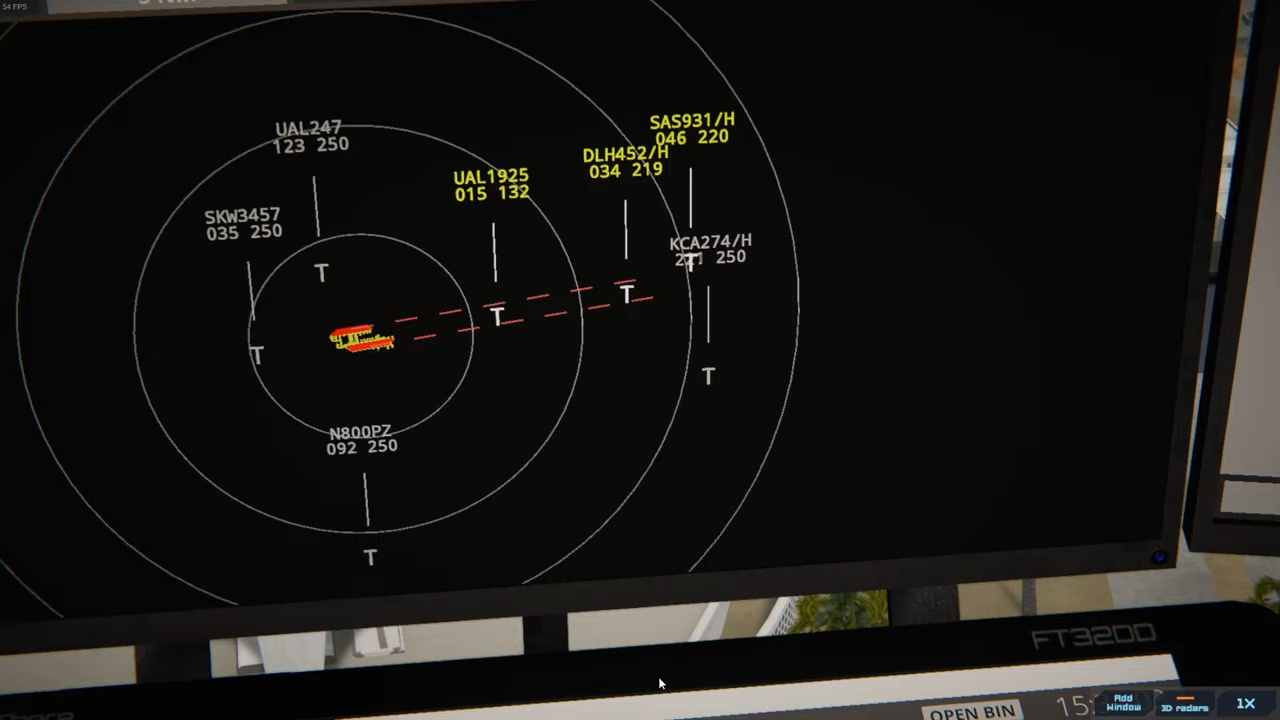 54 FPS
SAS931/H
046 220
UAL247
123 250
DLH452/H
034 219
UAL1925
015 132
SKW3457
035 250
KCA274/H
250
T
T
T
T
T
T
N800PZ
092 250
T
FT3200
OPEN BIN
Add
Window
3D radars
1X